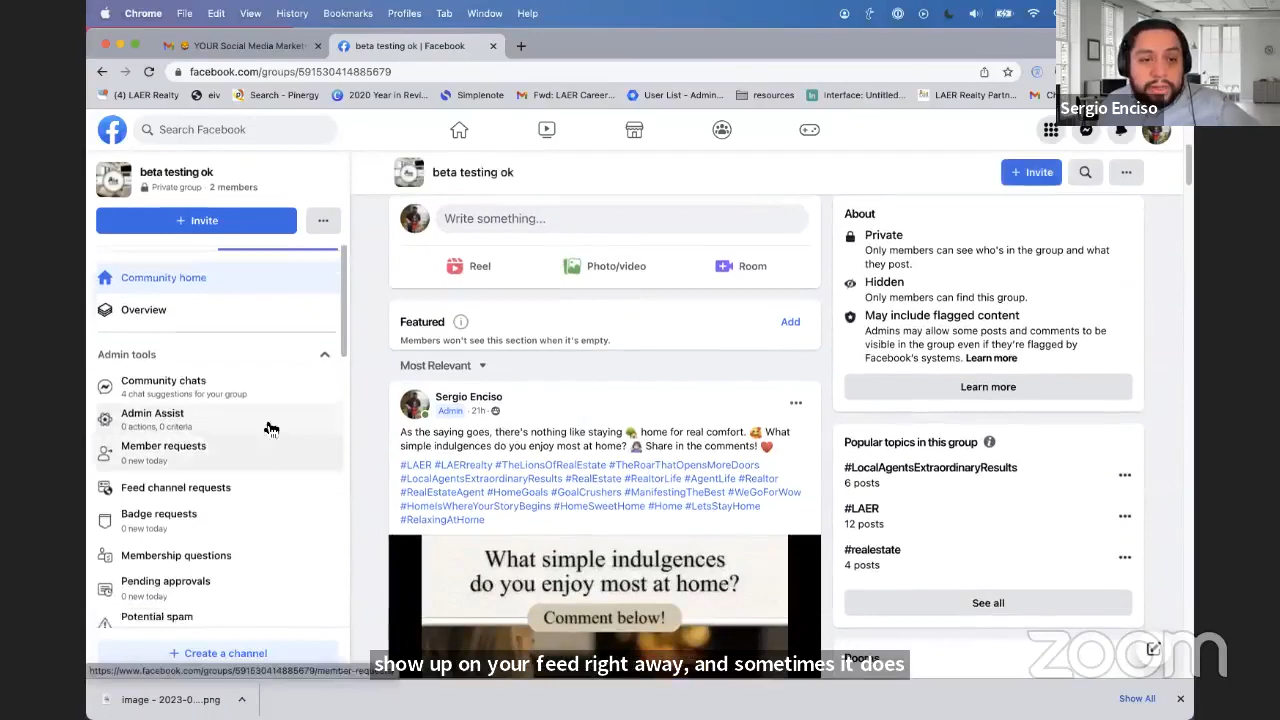 Chrome File Edit View History Bookmarks Profiles Tab Window Help
YOUR Social Media Market
beta testing ok | Facebook
facebook.com/groups/591530414885679
(4) LAER Realty
eiv
Search - Pinergy
2020 Year in Revi...
Simplenote
Fwd: LAER Career...
User List - Admin...
resources
Interface: Untitled...
LAER Realty Partn...
Sergio Enciso
Search Facebook
beta testing ok
Private group · 2 members
+ Invite
Community home
Overview
Admin tools
Community chats
4 chat suggestions for your group
Admin Assist
0 actions, 0 criteria
Member requests
0 new today
Feed channel requests
Badge requests
0 new today
Membership questions
Pending approvals
0 new today
Potential spam
+ Create a channel
beta testing ok
+ Invite
Write something...
Reel
Photo/video
Room
Featured
Add
Members won't see this section when it's empty.
Most Relevant
Sergio Enciso
Admin · 21h ·
As the saying goes, there's nothing like staying 🏡 home for real comfort. 🥰 What
simple indulgences do you enjoy most at home? Share in the comments! ❤️
#LAER #LAERrealty #TheLionsOfRealEstate #TheRoarThatOpensMoreDoors
#LocalAgentsExtraordinaryResults #RealEstate #RealtorLife #AgentLife #Realtor
#RealEstateAgent #HomeGoals #GoalCrushers #ManifestingTheBest #WeGoForWow
#HomeIsWhereYourStoryBegins #HomeSweetHome #Home #LetsStayHome
#RelaxingAtHome
What simple indulgences
do you enjoy most at home?
Comment below!
About
Private
Only members can see who's in the group and what
they post.
Hidden
Only members can find this group.
May include flagged content
Admins may allow some posts and comments to be
visible in the group even if they're flagged by
Facebook's systems. Learn more
Learn more
Popular topics in this group
#LocalAgentsExtraordinaryResults
6 posts
#LAER
12 posts
#realestate
4 posts
See all
show up on your feed right away, and sometimes it does
zoom
https://www.facebook.com/groups/591530414885679/member-reque
image - 2023-0....png
Show All